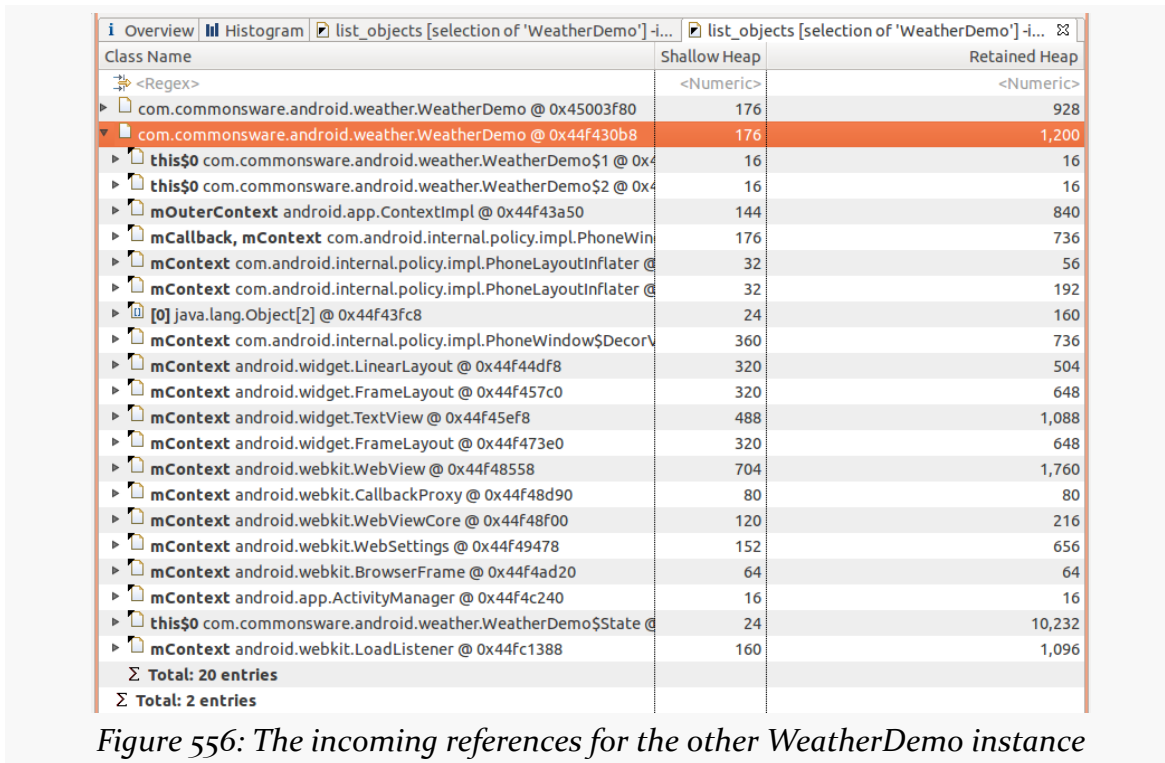 i Overview Histogram list_objects [selection of 'WeatherDemo'] -i... list_objects [selection of 'WeatherDemo'] -i...
Class Name Shallow Heap Retained Heap
<Regex> <Numeric> <Numeric>
com.commonsware.android.weather.WeatherDemo @ 0x45003f80 176 928
com.commonsware.android.weather.WeatherDemo @ 0x44f430b8 176 1,200
this$0 com.commonsware.android.weather.WeatherDemo$1 @ 0x4 16 16
this$0 com.commonsware.android.weather.WeatherDemo$2 @ 0x4 16 16
mOuterContext android.app.ContextImpl @ 0x44f43a50 144 840
mCallback, mContext com.android.internal.policy.impl.PhoneWin 176 736
mContext com.android.internal.policy.impl.PhoneLayoutInflater @ 32 56
mContext com.android.internal.policy.impl.PhoneLayoutInflater @ 32 192
[0] java.lang.Object[2] @ 0x44f43fc8 24 160
mContext com.android.internal.policy.impl.PhoneWindow$DecorV 360 736
mContext android.widget.LinearLayout @ 0x44f44df8 320 504
mContext android.widget.FrameLayout @ 0x44f457c0 320 648
mContext android.widget.TextView @ 0x44f45ef8 488 1,088
mContext android.widget.FrameLayout @ 0x44f473e0 320 648
mContext android.webkit.WebView @ 0x44f48558 704 1,760
mContext android.webkit.CallbackProxy @ 0x44f48d90 80 80
mContext android.webkit.WebViewCore @ 0x44f48f00 120 216
mContext android.webkit.WebSettings @ 0x44f49478 152 656
mContext android.webkit.BrowserFrame @ 0x44f4ad20 64 64
mContext android.app.ActivityManager @ 0x44f4c240 16 16
this$0 com.commonsware.android.weather.WeatherDemo$State @ 24 10,232
mContext android.webkit.LoadListener @ 0x44fc1388 160 1,096
Σ Total: 20 entries
Σ Total: 2 entries
Figure 556: The incoming references for the other WeatherDemo instance